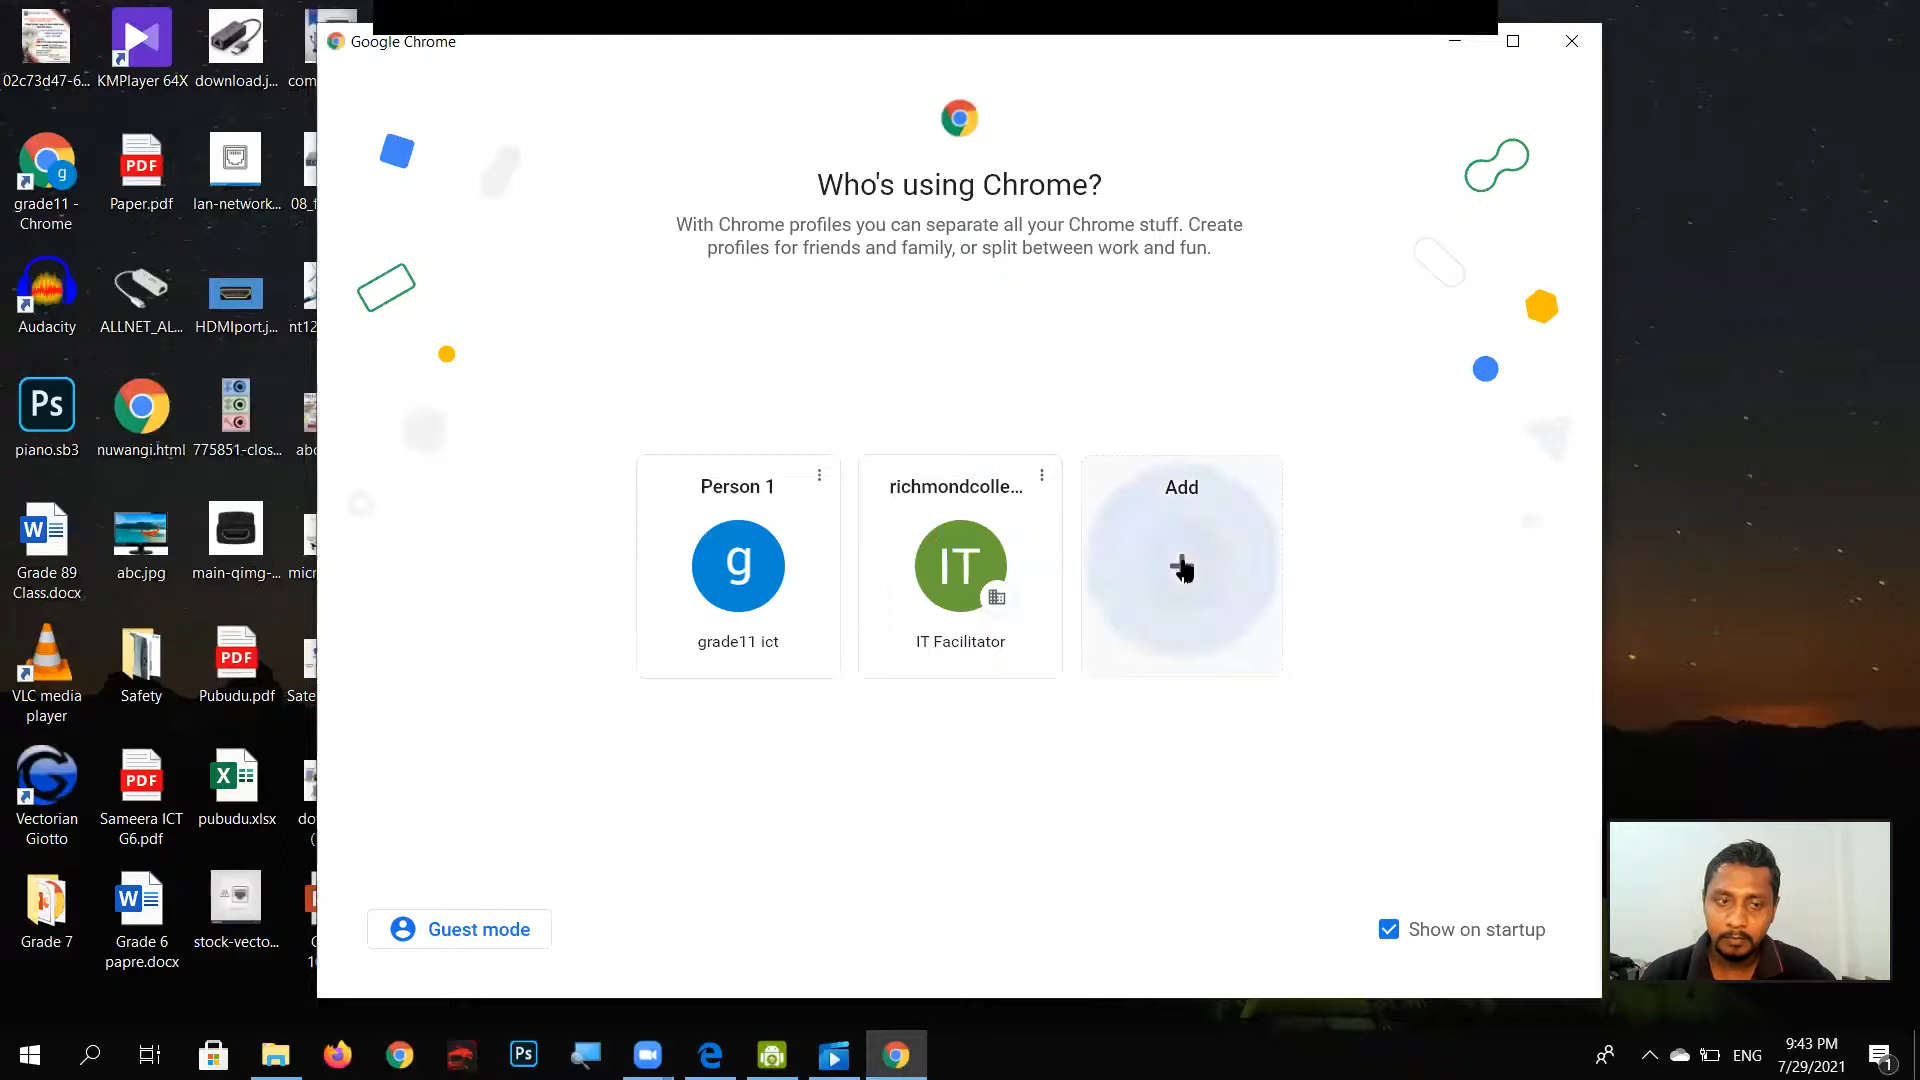 02c73d47-6...
KMPlayer 64X
download.j...
com
grade11 -
Chrome
Paper.pdf
lan-network...
08_f
Audacity
ALLNET_AL...
HDMIport.j...
nt12
piano.sb3
nuwangi.html
775851-clos...
abc
Grade 89
Class.docx
abc.jpg
main-qimg-...
micr
VLC media
player
Safety
Pubudu.pdf
Sate
Vectorian
Giotto
Sameera ICT
G6.pdf
pubudu.xlsx
do
(
Grade 7
Grade 6
papre.docx
stock-vecto...
Google Chrome
Who's using Chrome?
With Chrome profiles you can separate all your Chrome stuff. Create
profiles for friends and family, or split between work and fun.
Person 1
g
grade11 ict
richmondcolle...
IT
IT Facilitator
Add
Guest mode
Show on startup
ENG
9:43 PM
7/29/2021
1